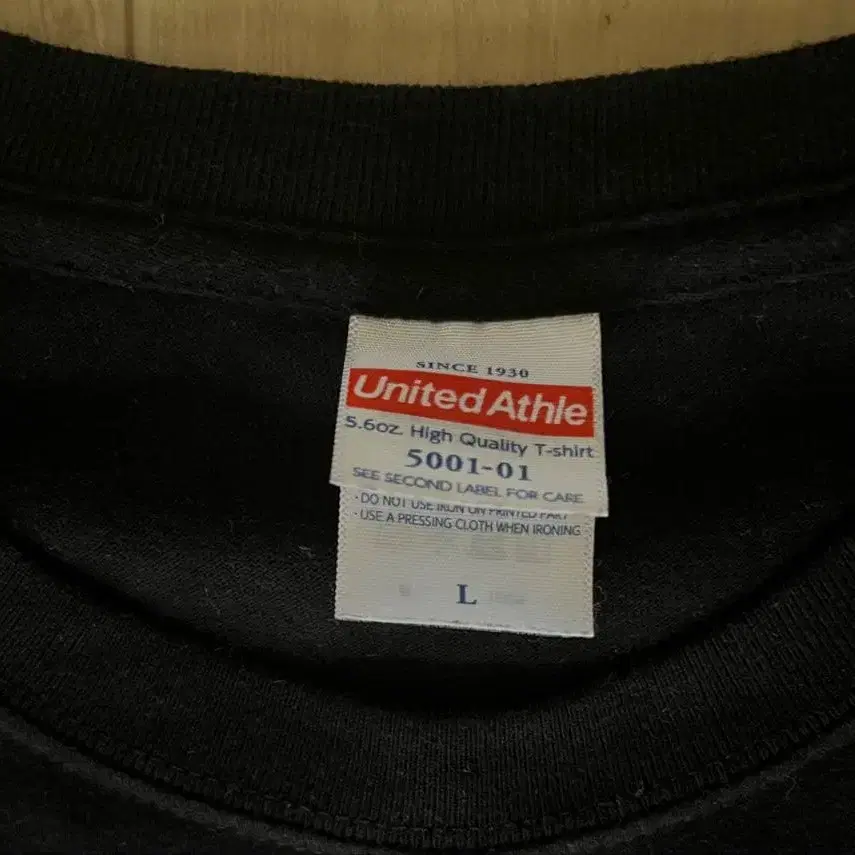 SINCE 1930
United Athle
5.6oz. High Quality T-shirt
5001-01
SEE SECOND LABEL FOR CARE
· DO NOT USE IRON ON PRINTED PART
· USE A PRESSING CLOTH WHEN IRONING
L